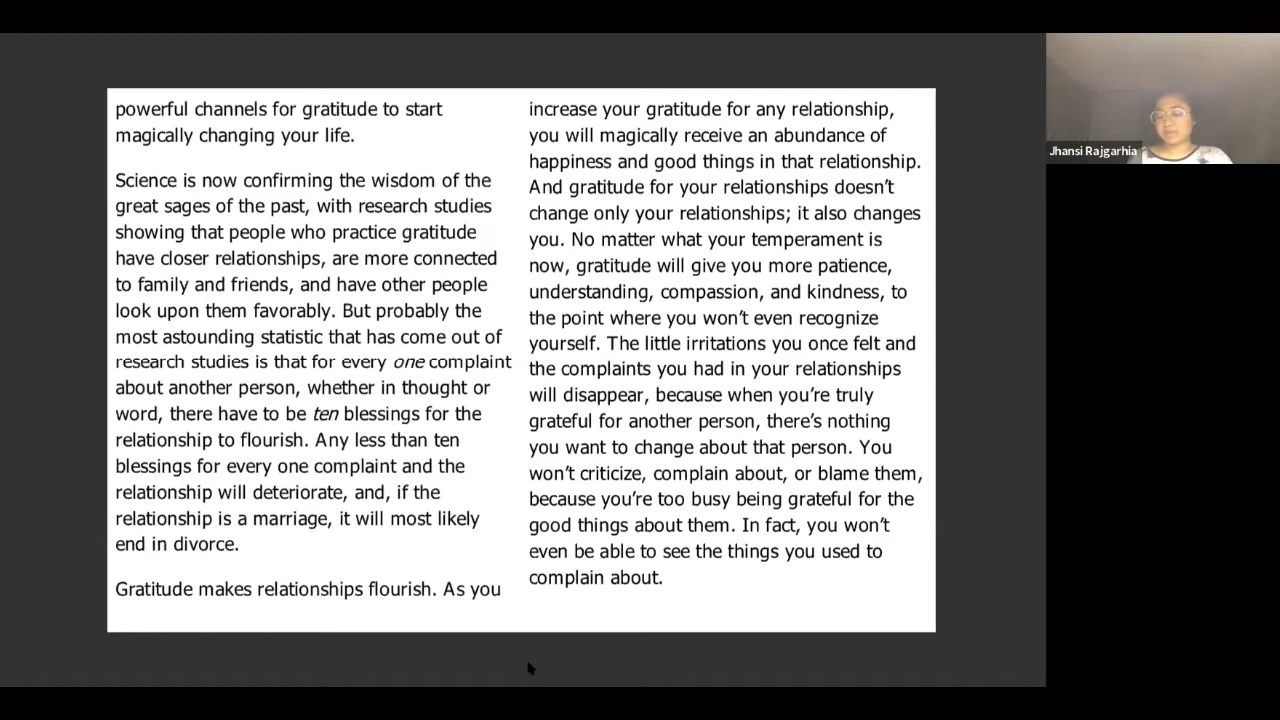 powerful channels for gratitude to start
magically changing your life.
Science is now confirming the wisdom of the
great sages of the past, with research studies
showing that people who practice gratitude
have closer relationships, are more connected
to family and friends, and have other people
look upon them favorably. But probably the
most astounding statistic that has come out of
research studies is that for every one complaint
about another person, whether in thought or
word, there have to be ten blessings for the
relationship to flourish. Any less than ten
blessings for every one complaint and the
relationship will deteriorate, and, if the
relationship is a marriage, it will most likely
end in divorce.
Gratitude makes relationships flourish. As you
increase your gratitude for any relationship,
you will magically receive an abundance of
happiness and good things in that relationship.
And gratitude for your relationships doesn’t
change only your relationships; it also changes
you. No matter what your temperament is
now, gratitude will give you more patience,
understanding, compassion, and kindness, to
the point where you won’t even recognize
yourself. The little irritations you once felt and
the complaints you had in your relationships
will disappear, because when you’re truly
grateful for another person, there’s nothing
you want to change about that person. You
won’t criticize, complain about, or blame them,
because you’re too busy being grateful for the
good things about them. In fact, you won’t
even be able to see the things you used to
complain about.
Jhansi Rajgarhia